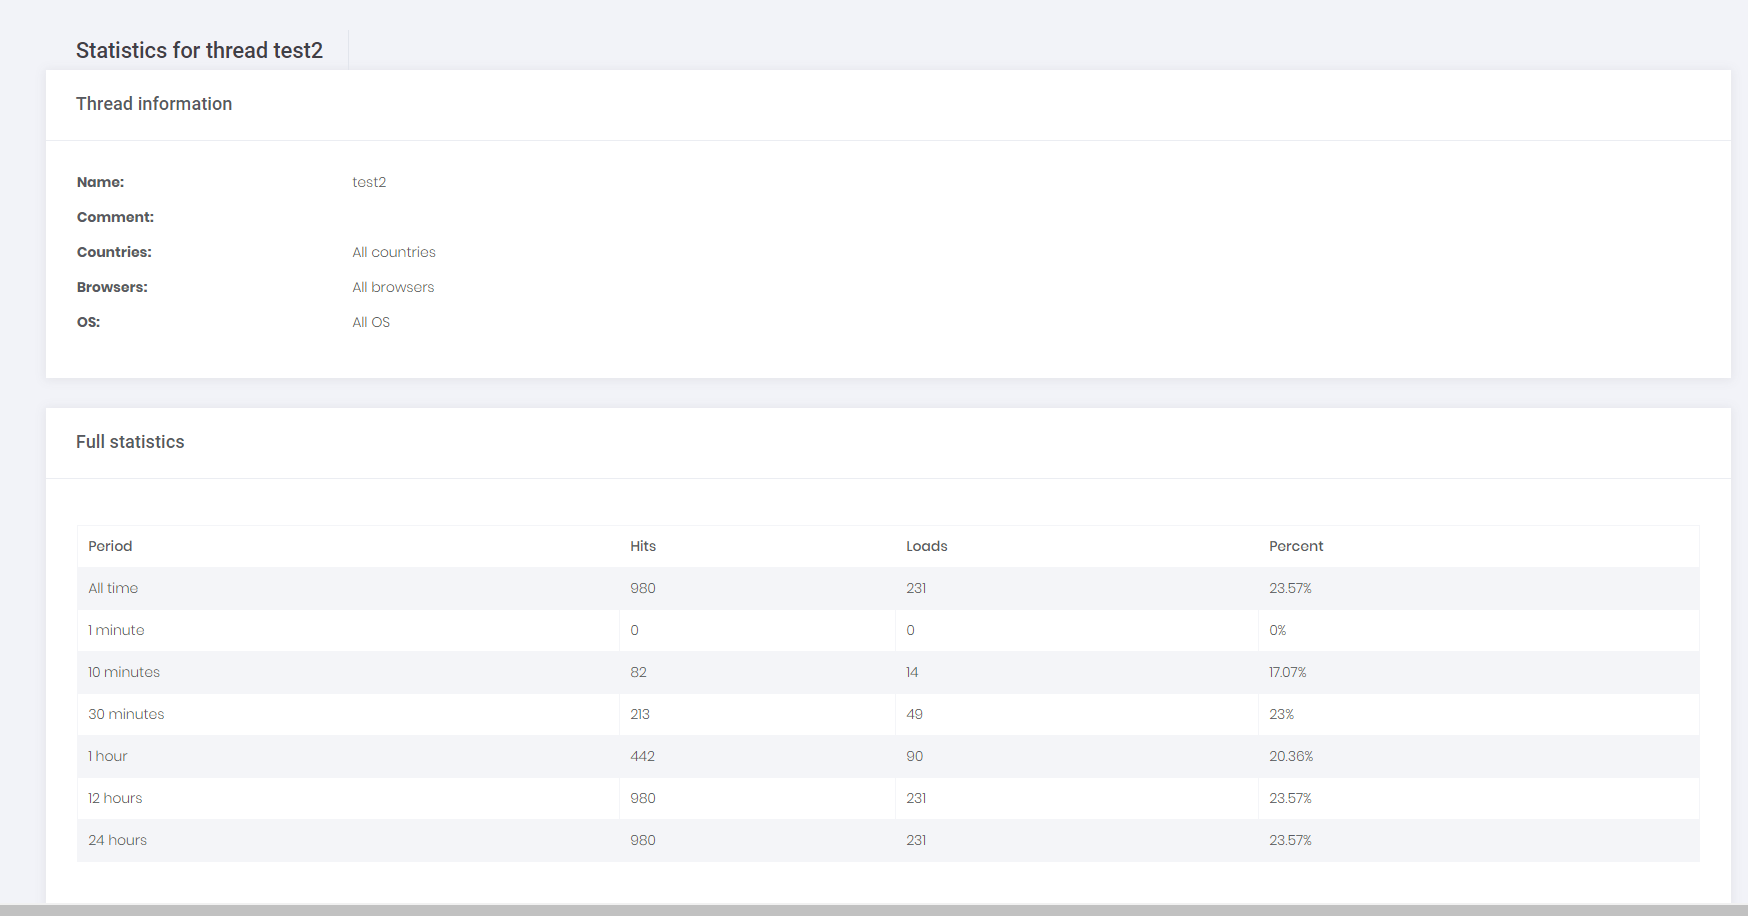 Statistics for thread test2
Thread information
Name: test2
Comment:
Countries: All countries
Browsers: All browsers
OS: All OS
Full statistics
Period Hits Loads Percent
All time 980 231 23.57%
1 minute 0 0 0%
10 minutes 82 14 17.07%
30 minutes 213 49 23%
1 hour 442 90 20.36%
12 hours 980 231 23.57%
24 hours 980 231 23.57%